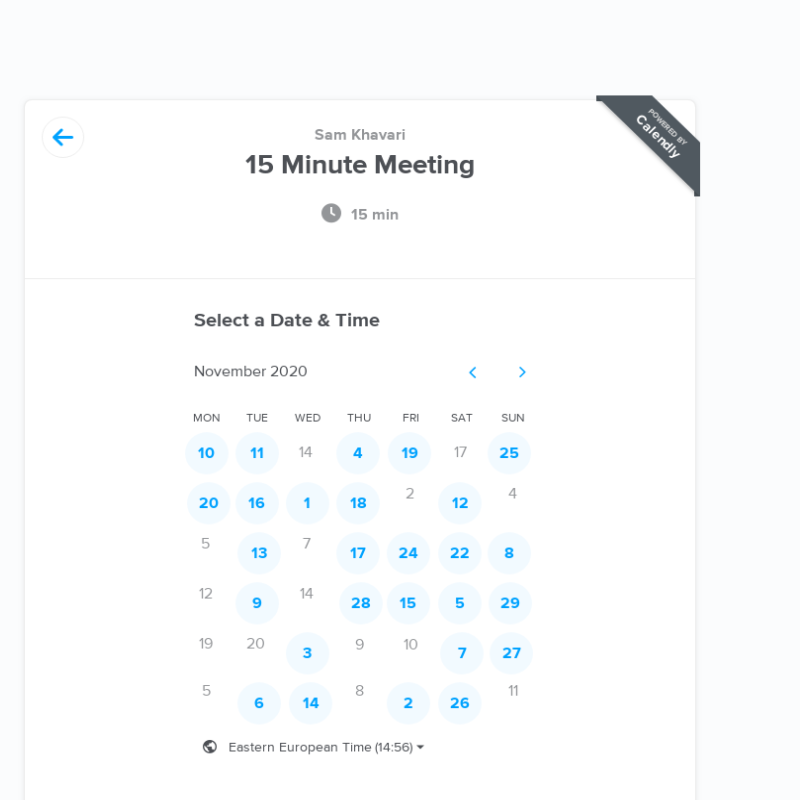 POWERED BY
Calendly
Sam Khavari
15 Minute Meeting
15 min
Select a Date & Time
November 2020
MON TUE WED THU FRI SAT SUN
10 11 14 4 19 17 25
20 16 1 18 2 12 4
5 13 7 17 24 22 8
12 9 14 28 15 5 29
19 20 3 9 10 7 27
5 6 14 8 2 26 11
Eastern European Time (14:56)